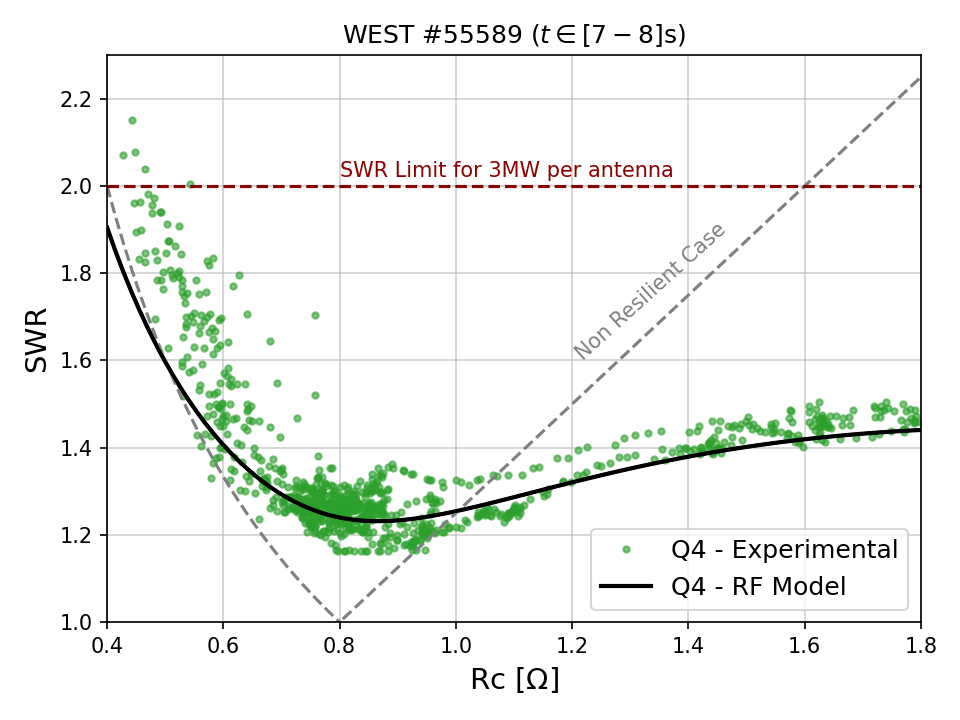 WEST #55589 (t ∈ [7 − 8]s)
SWR
2.2
2.0
1.8
1.6
1.4
1.2
1.0
SWR Limit for 3MW per antenna
Non Resilient Case
Q4 - Experimental
Q4 - RF Model
0.4 0.6 0.8 1.0 1.2 1.4 1.6 1.8
Rc [Ω]